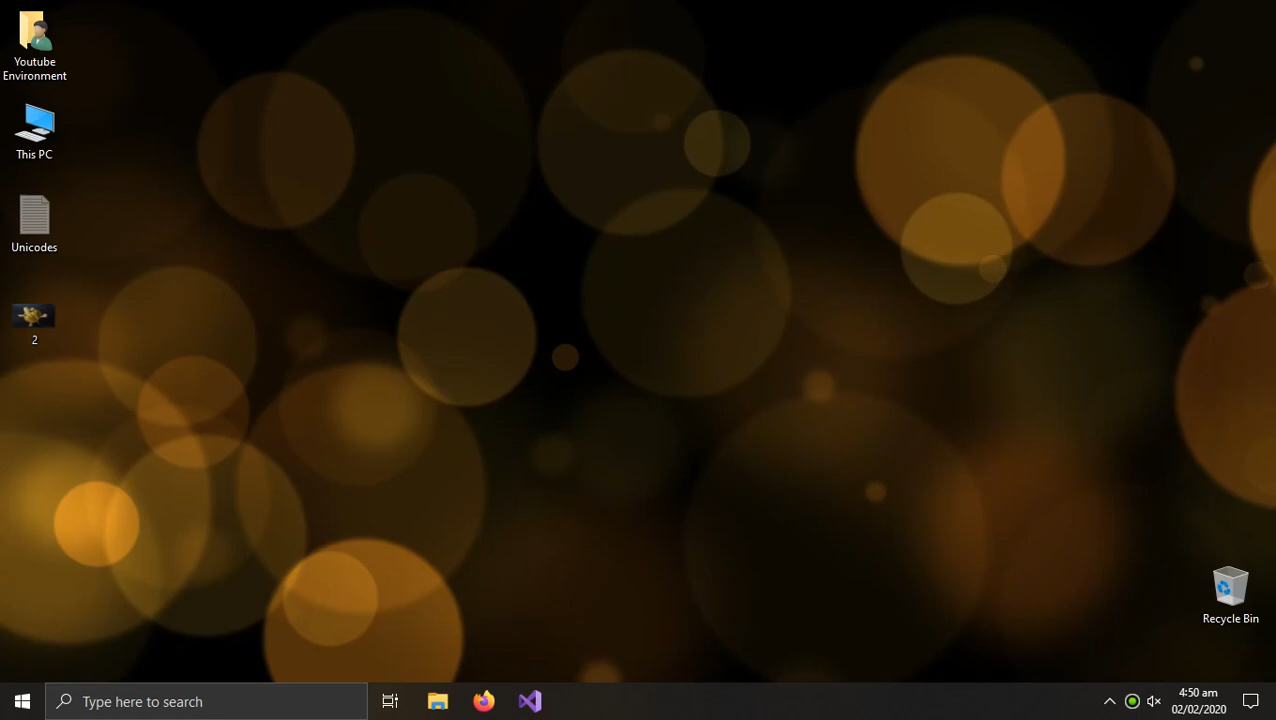 Youtube
Environment
This PC
Unicodes
2
Recycle Bin
Type here to search
4:50 am
02/02/2020